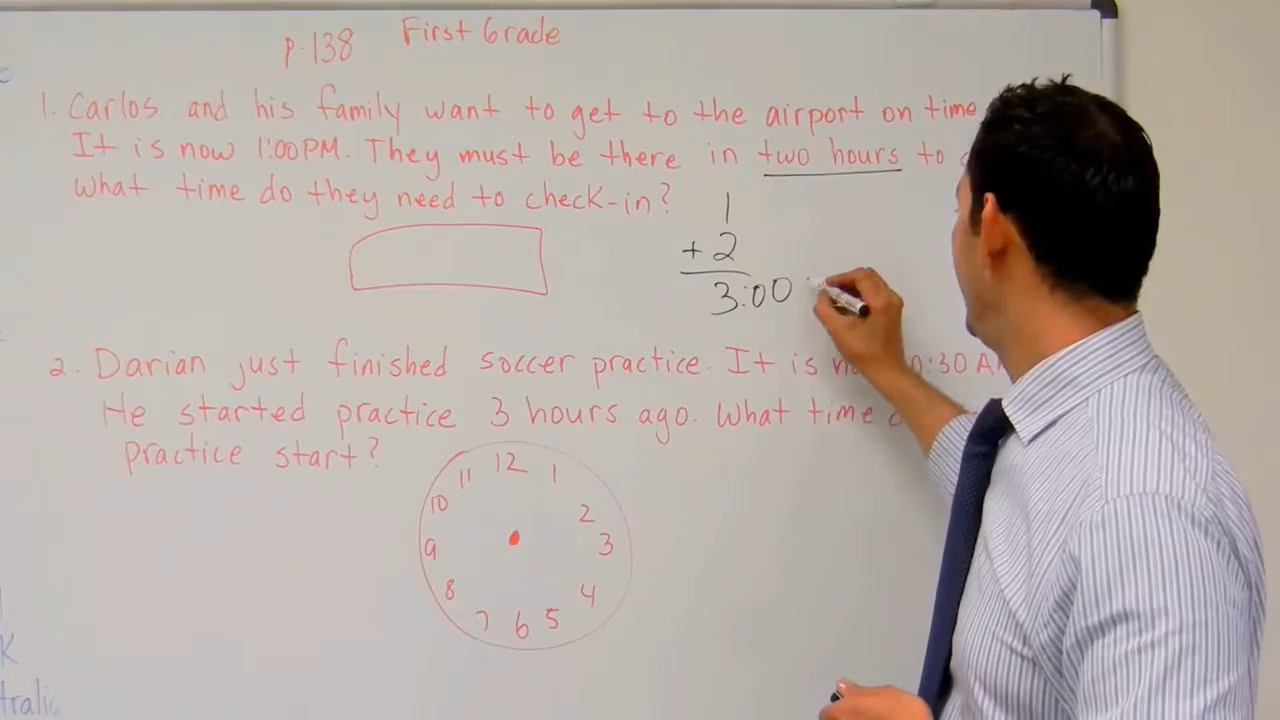 p.138 First Grade
1. Carlos and his family want to get to the airport on time
It is now 1:00PM. They must be there in two hours to
What time do they need to check-in?
1
+ 2
3:00
2. Darian just finished soccer practice. It is :30 A
He started practice 3 hours ago. What time
practice start?
12
11 1
10 2
9 3
8 4
7 6 5